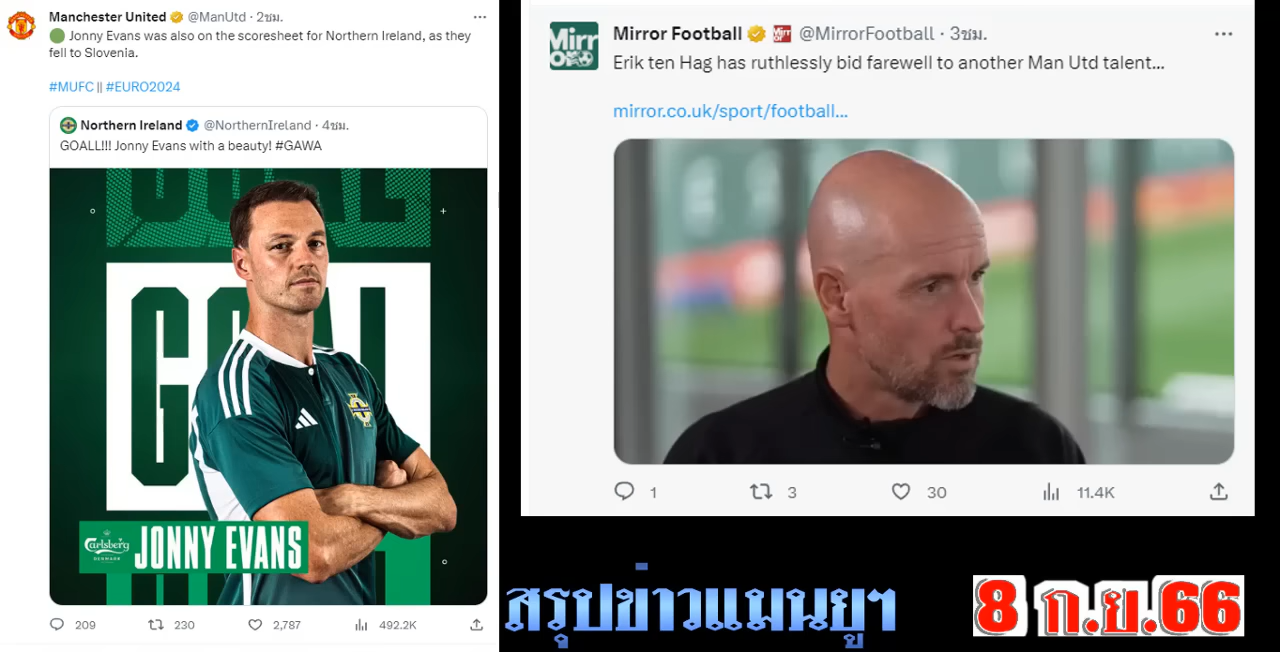 Manchester United @ManUtd · 2ชม.
Jonny Evans was also on the scoresheet for Northern Ireland, as they
fell to Slovenia.
#MUFC || #EURO2024
Northern Ireland @NorthernIreland · 4ชม.
GOALL!!! Jonny Evans with a beauty! #GAWA
GOAL
GOAL
Carlsberg
DENMARK
JONNY EVANS
209 230 2,787 492.2K
Mirror
Mirror Football @MirrorFootball · 3ชม.
Erik ten Hag has ruthlessly bid farewell to another Man Utd talent...
mirror.co.uk/sport/football...
1 3 30 11.4K
สรุปข่าวแมนยูฯ
8 ก.ย.66